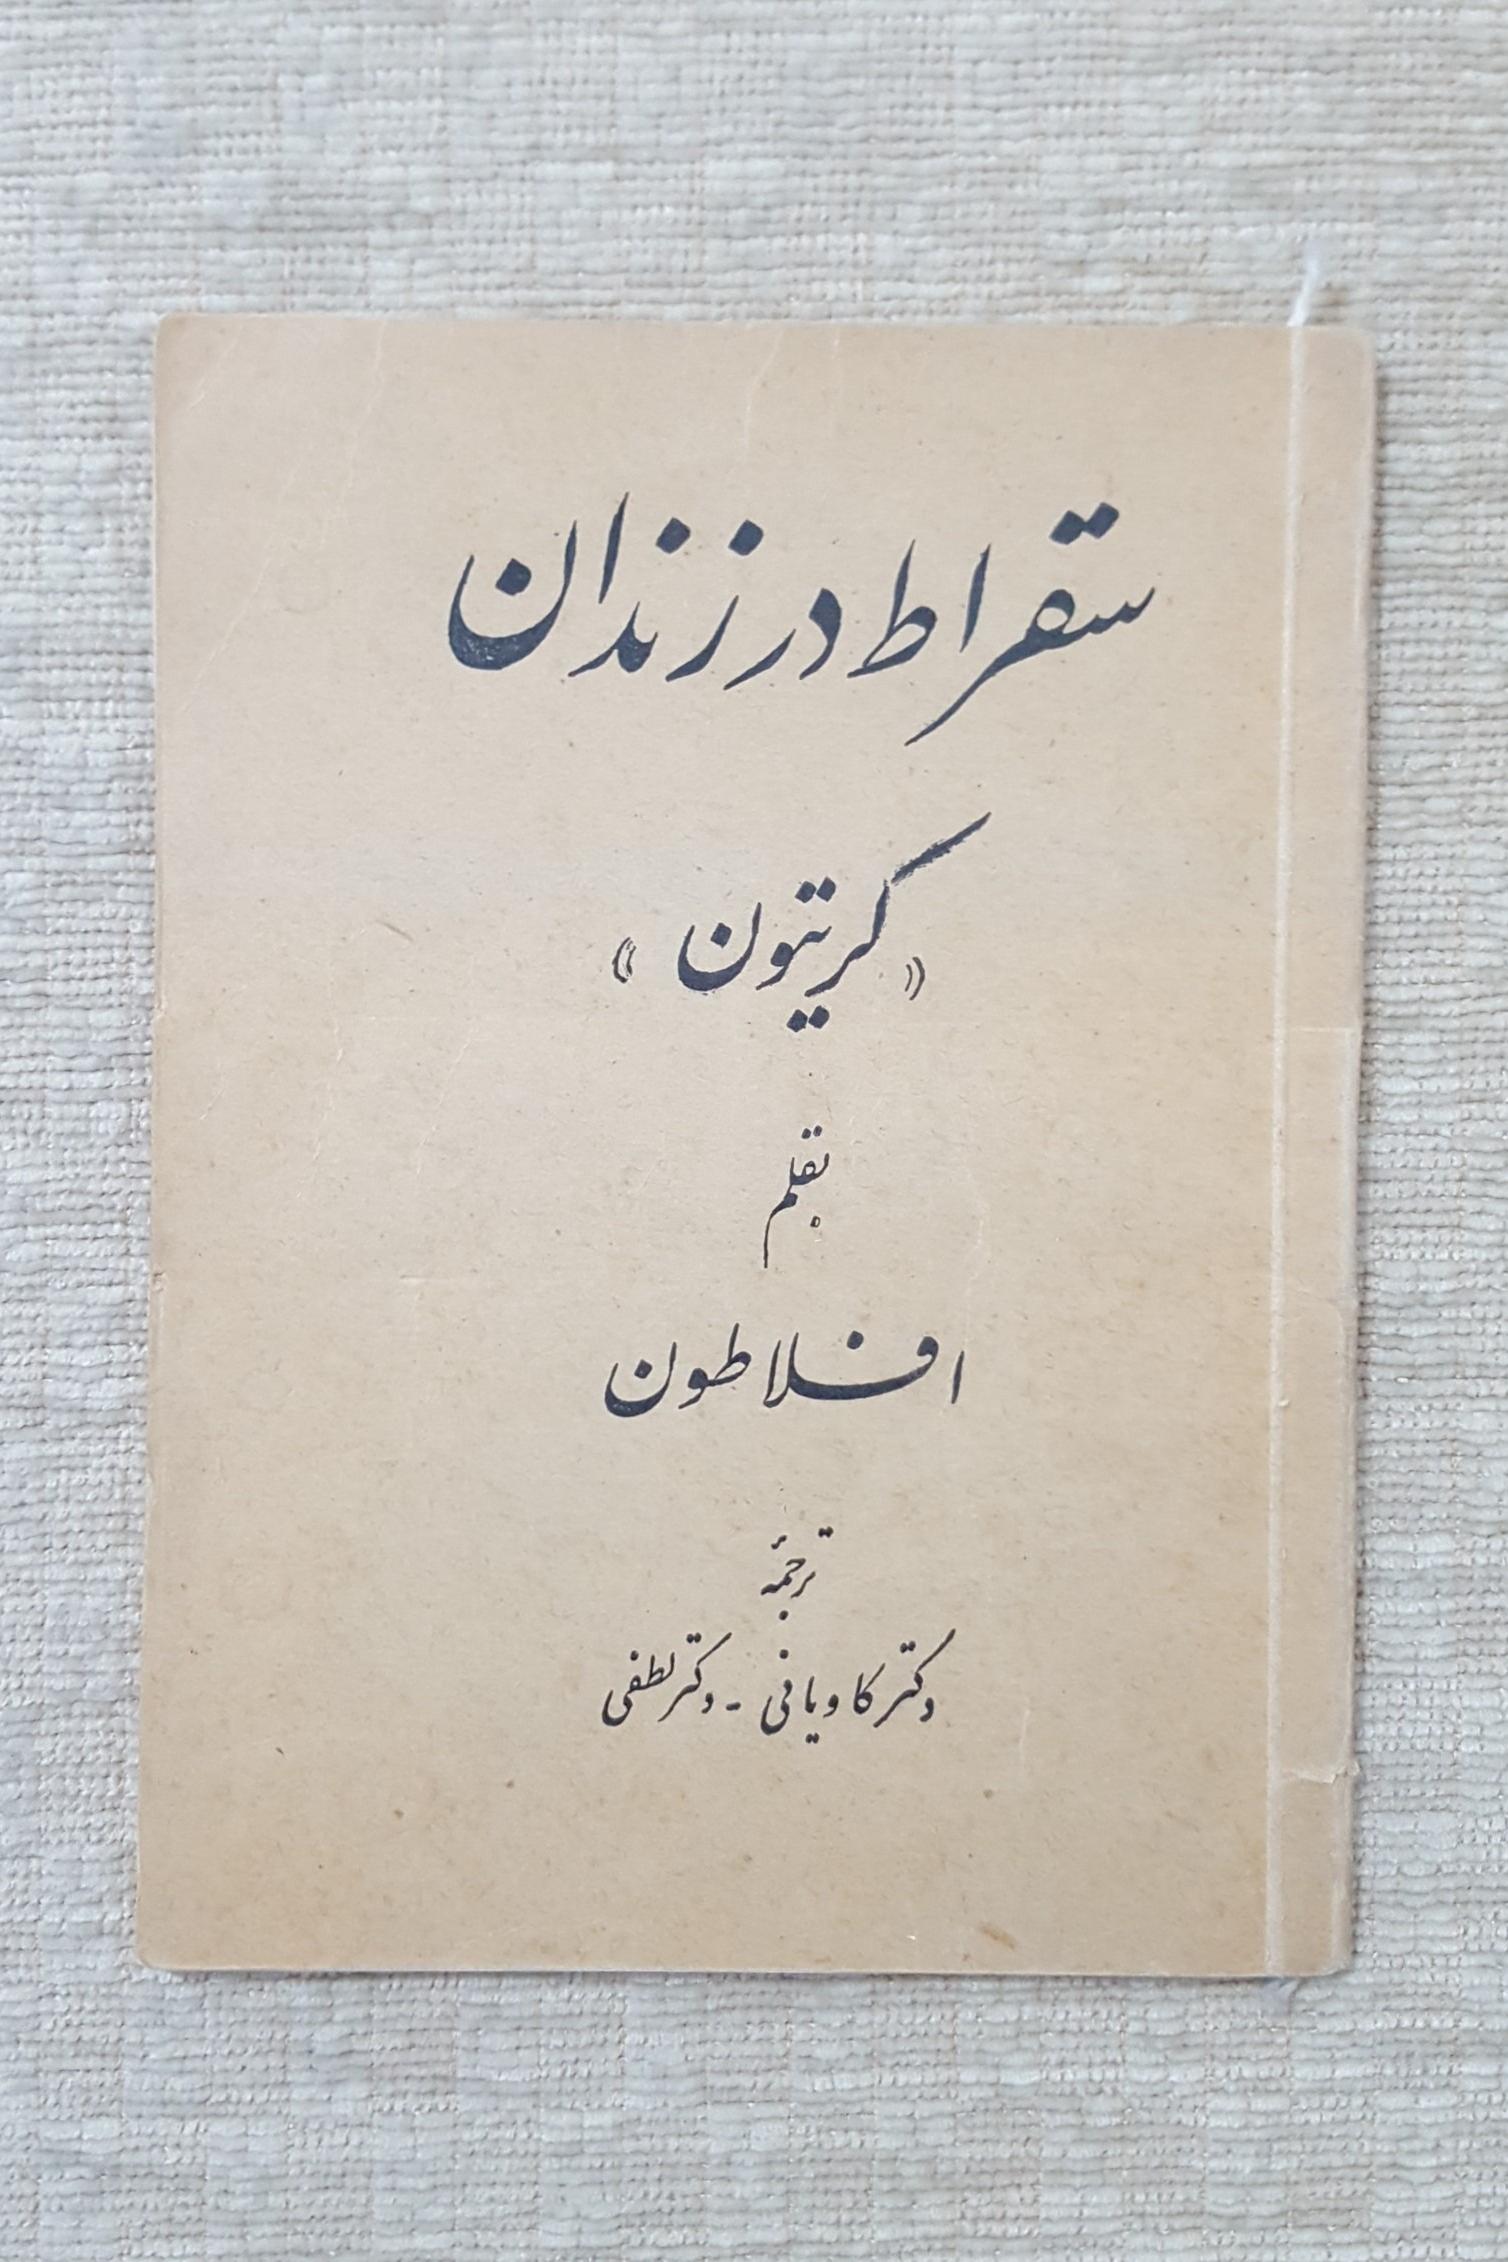 سقراط در زندان
«کریتون»
بقلم
افلاطون
ترجمهٔ
دکتر کاویانی - دکتر لطفی